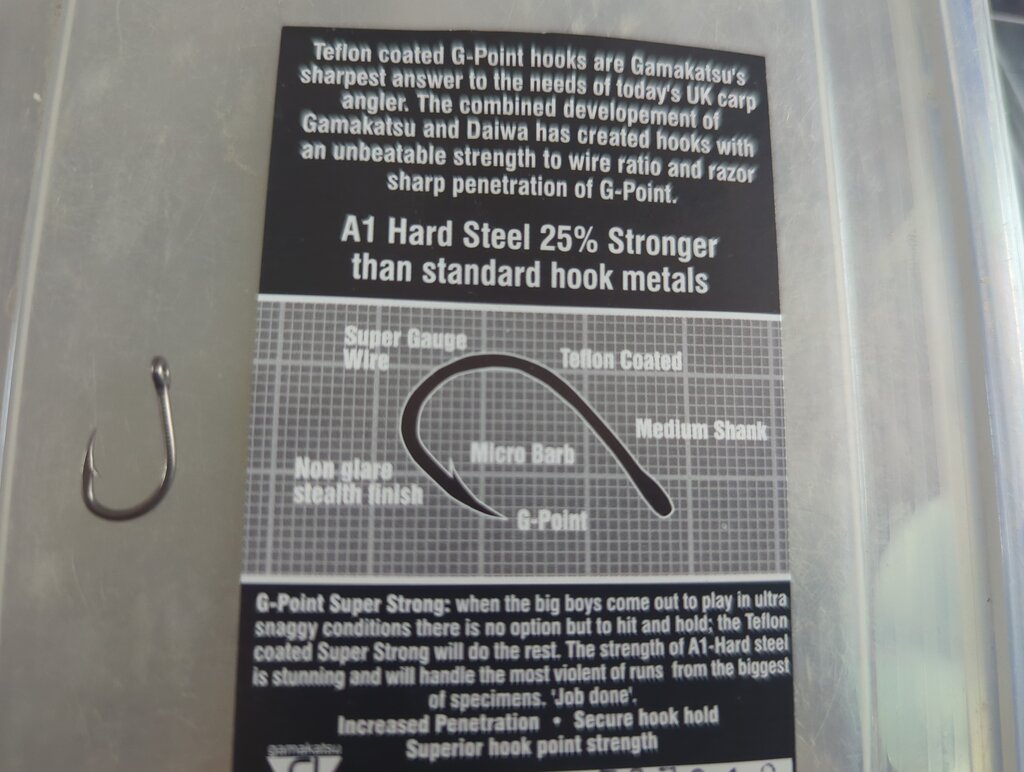 Teflon coated G-Point hooks are Gamakatsu's
sharpest answer to the needs of today's UK carp
angler. The combined developement of
Gamakatsu and Daiwa has created hooks with
an unbeatable strength to wire ratio and razor
sharp penetration of G-Point.
A1 Hard Steel 25% Stronger
than standard hook metals
Super Gauge
Wire
Teflon Coated
Medium Shank
Micro Barb
Non glare
stealth finish
G-Point
G-Point Super Strong: when the big boys come out to play in ultra
snaggy conditions there is no option but to hit and hold; the Teflon
coated Super Strong will do the rest. The strength of A1-Hard steel
is stunning and will handle the most violent of runs from the biggest
of specimens. 'Job done'.
Increased Penetration • Secure hook hold
Superior hook point strength
gamakatsu